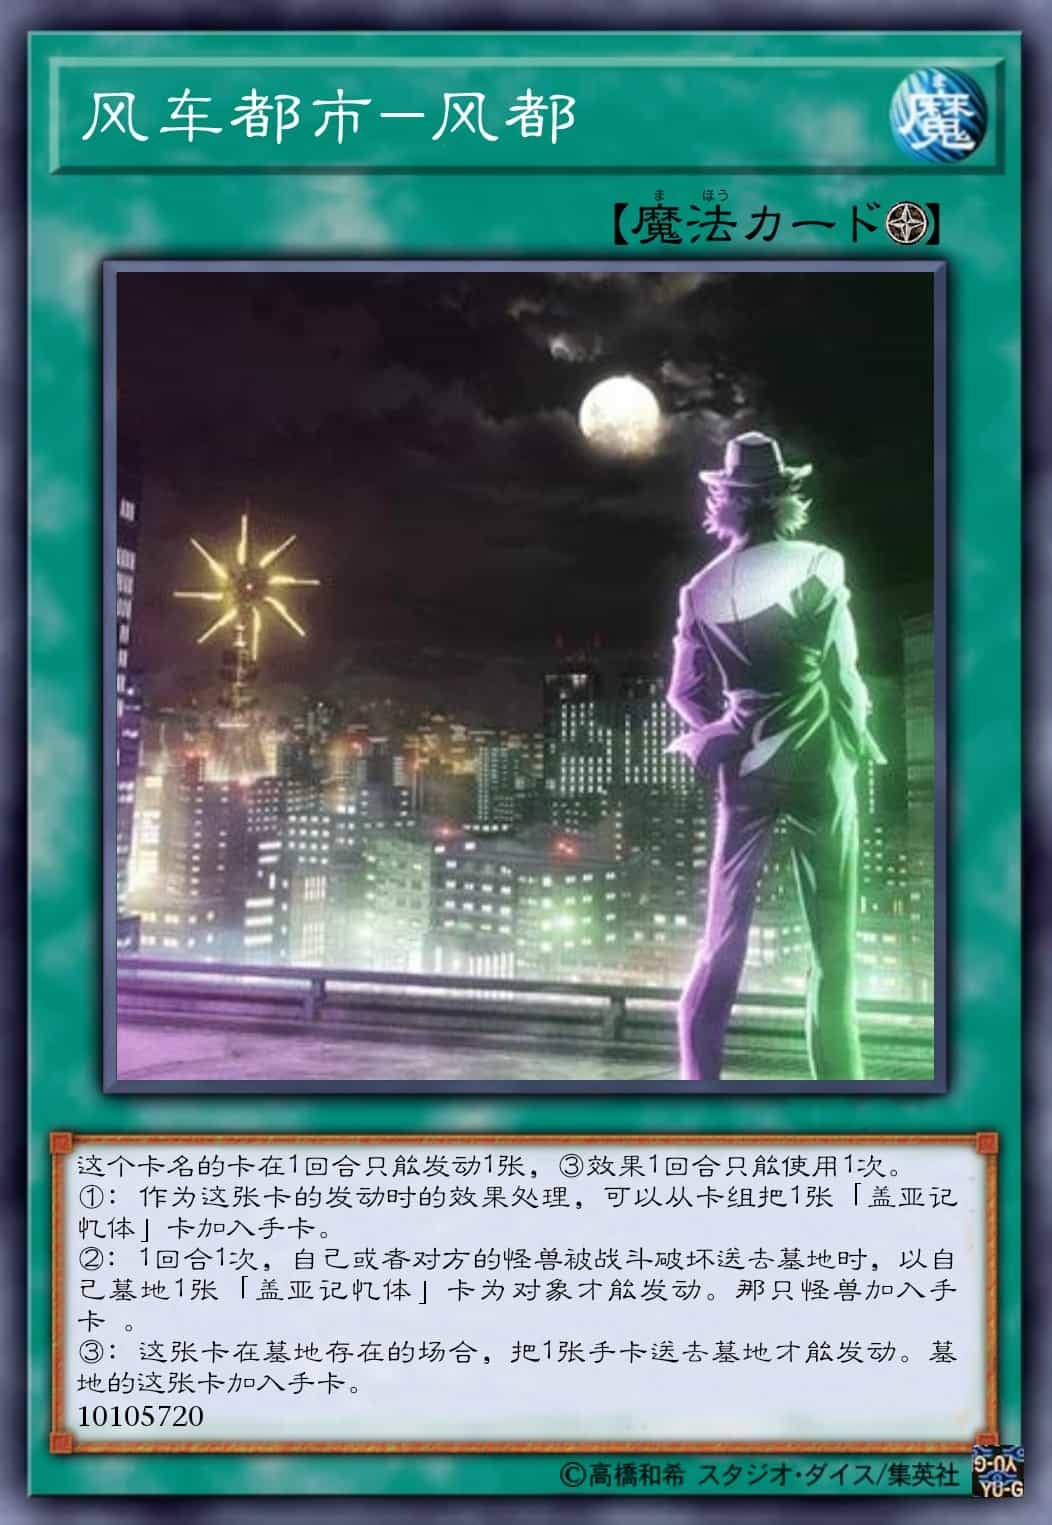 风车都市-风都
魔
ま ほう
【魔法カード】
这个卡名的卡在1回合只能发动1张，③效果1回合只能使用1次。
①：作为这张卡的发动时的效果处理，可以从卡组把1张「盖亚记
忆体」卡加入手卡。
②：1回合1次，自己或者对方的怪兽被战斗破坏送去墓地时，以自
己墓地1张「盖亚记忆体」卡为对象才能发动。那只怪兽加入手
卡 。
③：这张卡在墓地存在的场合，把1张手卡送去墓地才能发动。墓
地的这张卡加入手卡。
10105720
©高橋和希 スタジオ・ダイス/集英社
YU-G
YU-G